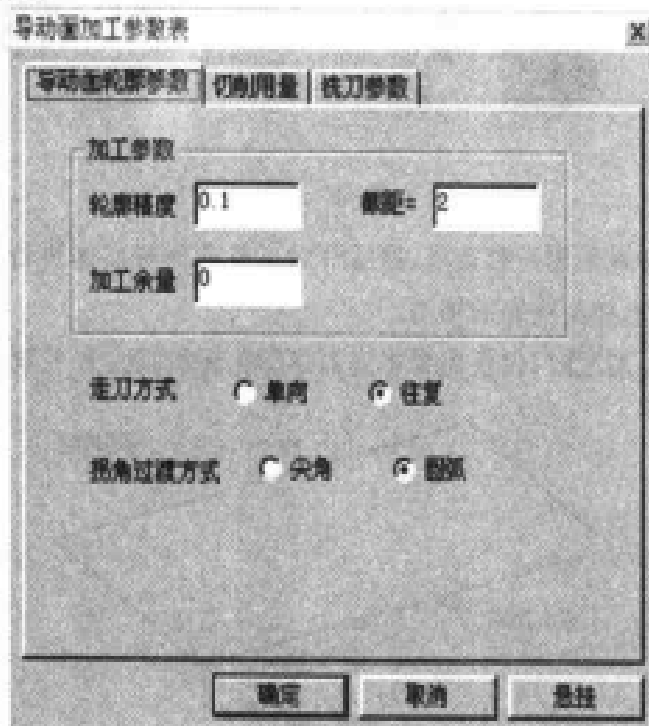 导动面加工参数表
导动面轮廓参数 切削用量 铣刀参数
加工参数
轮廓精度 0.1 截距= 2
加工余量 0
走刀方式 单向 往复
拐角过渡方式 尖角 圆弧
确定 取消 悬挂